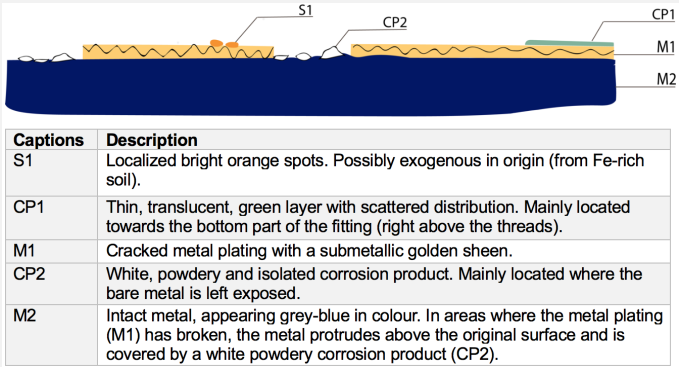 S1
CP2
CP1
M1
M2
Captions Description
S1 Localized bright orange spots. Possibly exogenous in origin (from Fe-rich
soil).
CP1 Thin, translucent, green layer with scattered distribution. Mainly located
towards the bottom part of the fitting (right above the threads).
M1 Cracked metal plating with a submetallic golden sheen.
CP2 White, powdery and isolated corrosion product. Mainly located where the
bare metal is left exposed.
M2 Intact metal, appearing grey-blue in colour. In areas where the metal plating
(M1) has broken, the metal protrudes above the original surface and is
covered by a white powdery corrosion product (CP2).